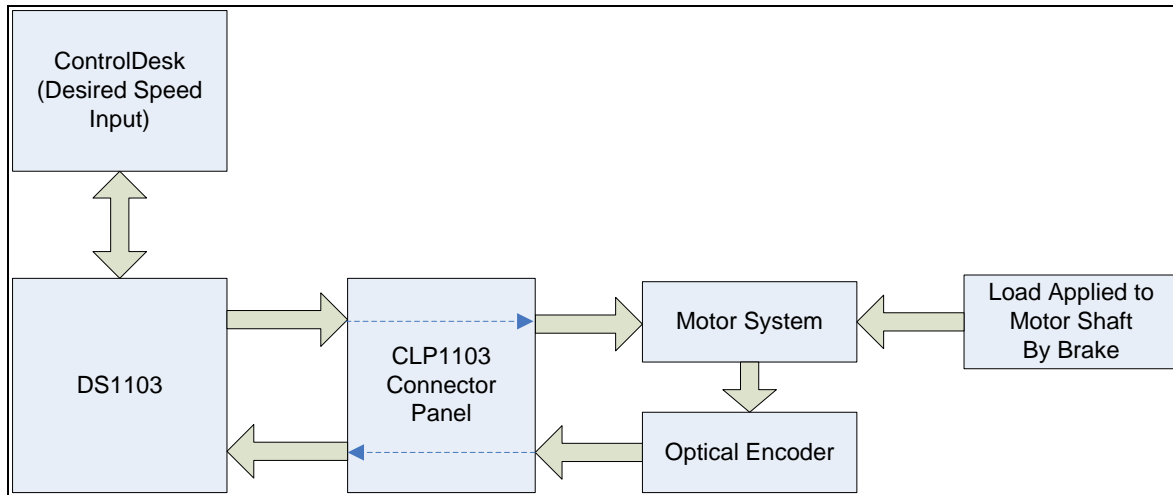 ControlDesk
(Desired Speed
Input)
DS1103
CLP1103
Connector
Panel
Motor System
Load Applied to
Motor Shaft
By Brake
Optical Encoder